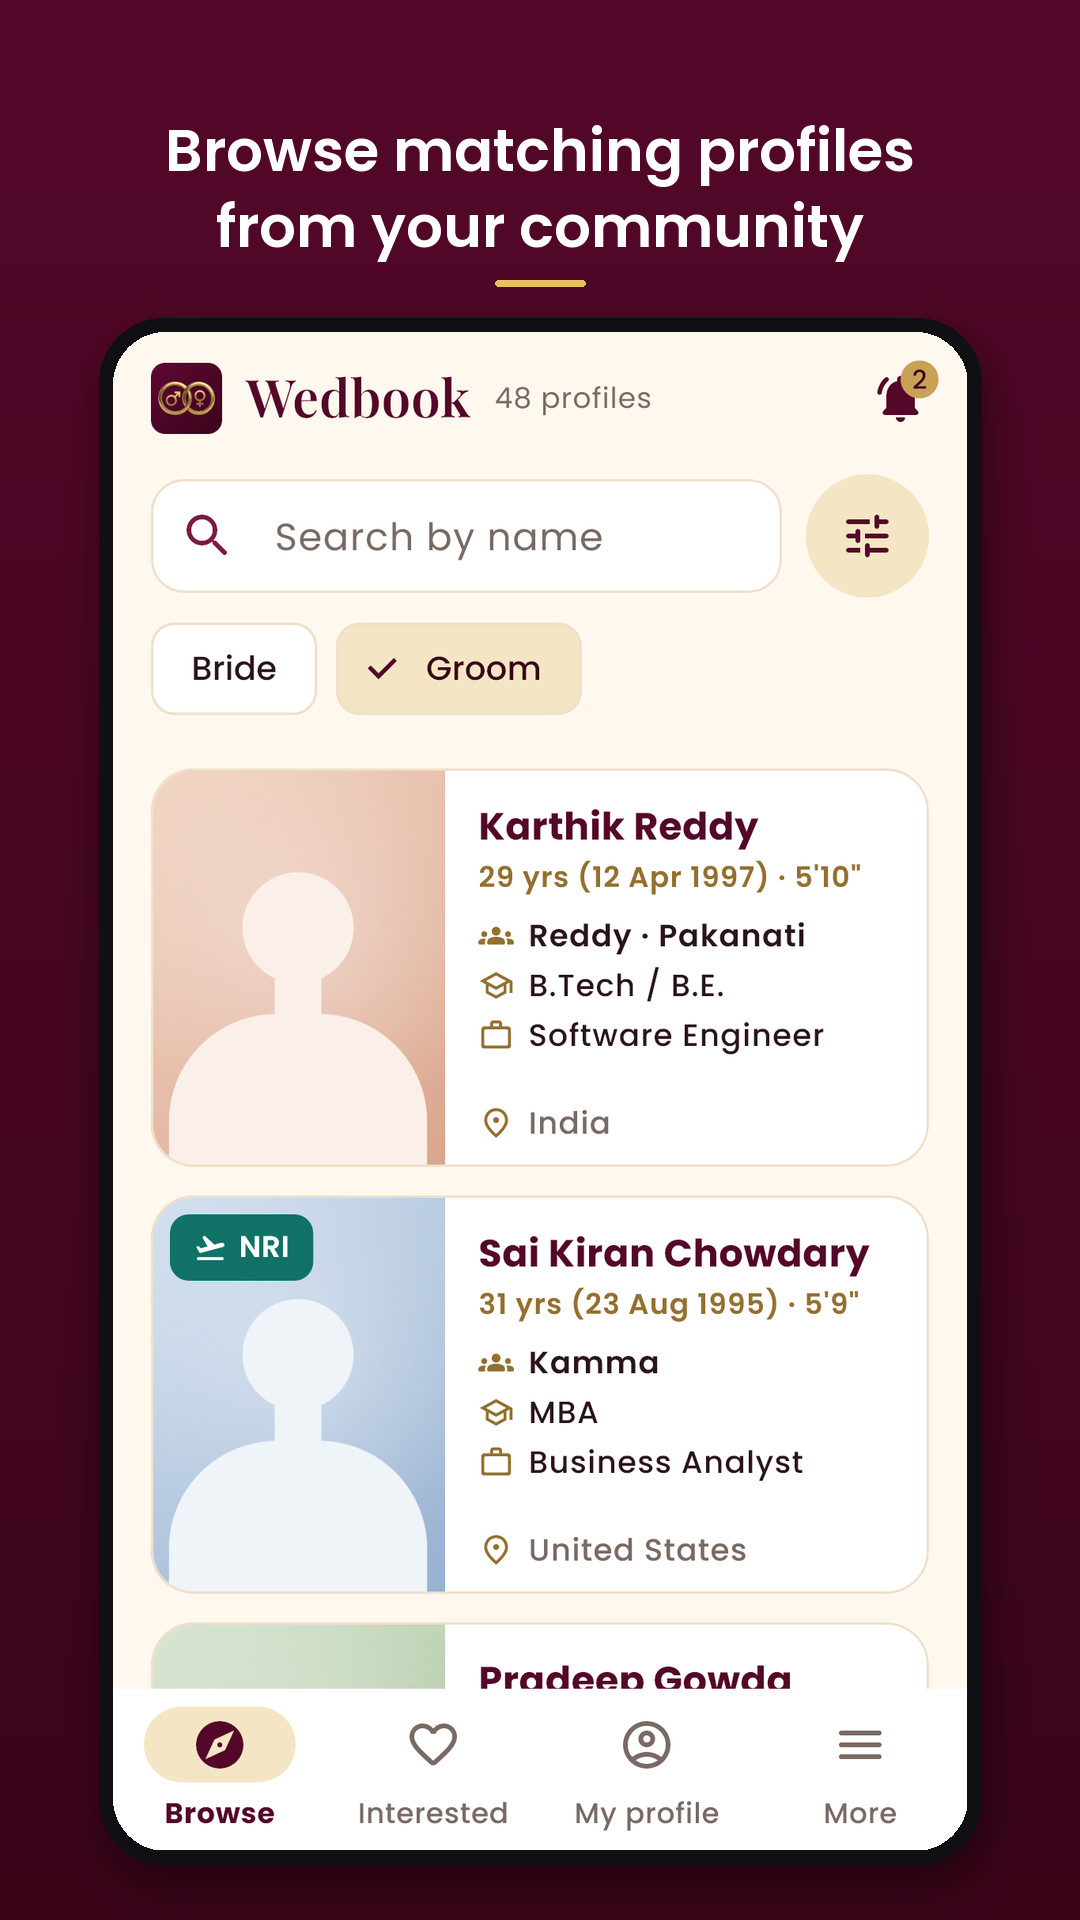 Browse matching profiles
from your community
Wedbook 48 profiles 2
Search by name
Bride Groom
Karthik Reddy
29 yrs (12 Apr 1997) · 5'10"
Reddy · Pakanati
B.Tech / B.E.
Software Engineer
India
NRI
Sai Kiran Chowdary
31 yrs (23 Aug 1995) · 5'9"
Kamma
MBA
Business Analyst
United States
Pradeep Gowda
Browse Interested My profile More